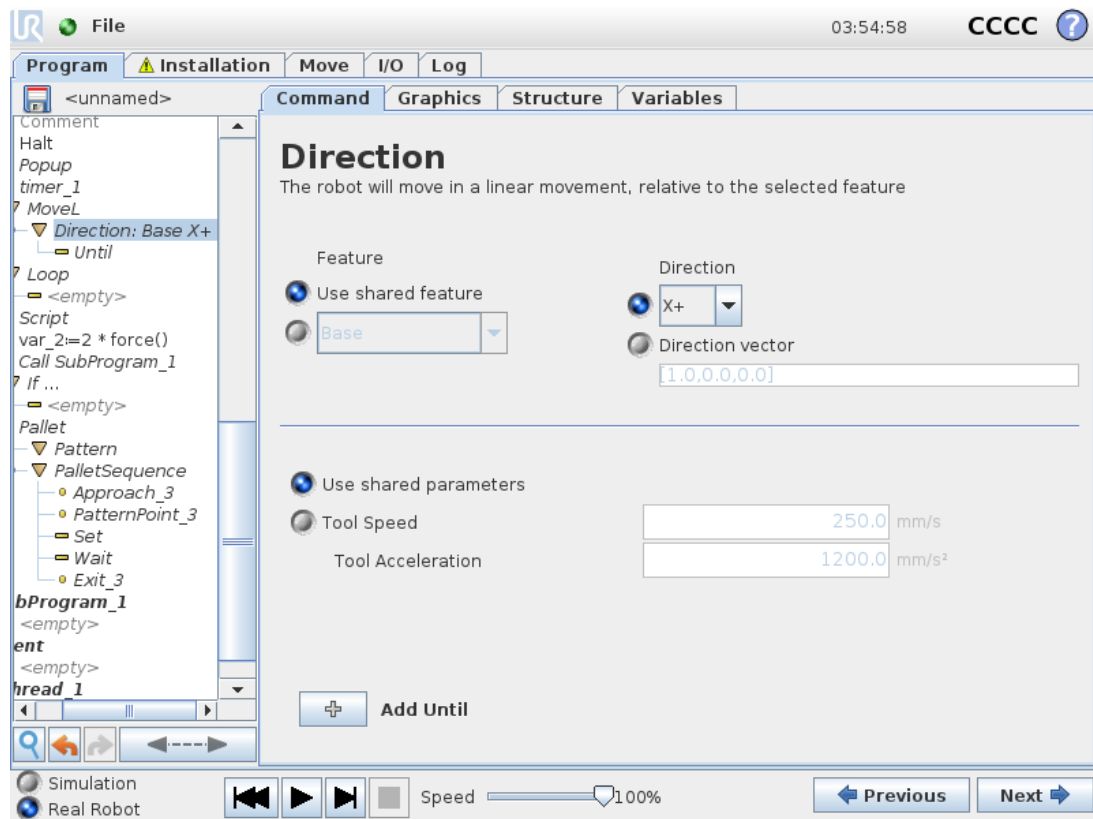 UR File 03:54:58 CCCC ?
Program Installation Move I/O Log
<unnamed>
Command Graphics Structure Variables
Comment
Halt
Popup
timer_1
MoveL
Direction: Base X+
Until
Loop
<empty>
Script
var_2:=2 * force()
Call SubProgram_1
If ...
<empty>
Pallet
Pattern
PalletSequence
Approach_3
PatternPoint_3
Set
Wait
Exit_3
bProgram_1
<empty>
ent
<empty>
hread_1
Direction
The robot will move in a linear movement, relative to the selected feature
Feature
Use shared feature
Base
Direction
X+
Direction vector
[1.0,0.0,0.0]
Use shared parameters
Tool Speed 250.0 mm/s
Tool Acceleration 1200.0 mm/s²
Add Until
Simulation
Real Robot
Speed 100%
Previous Next